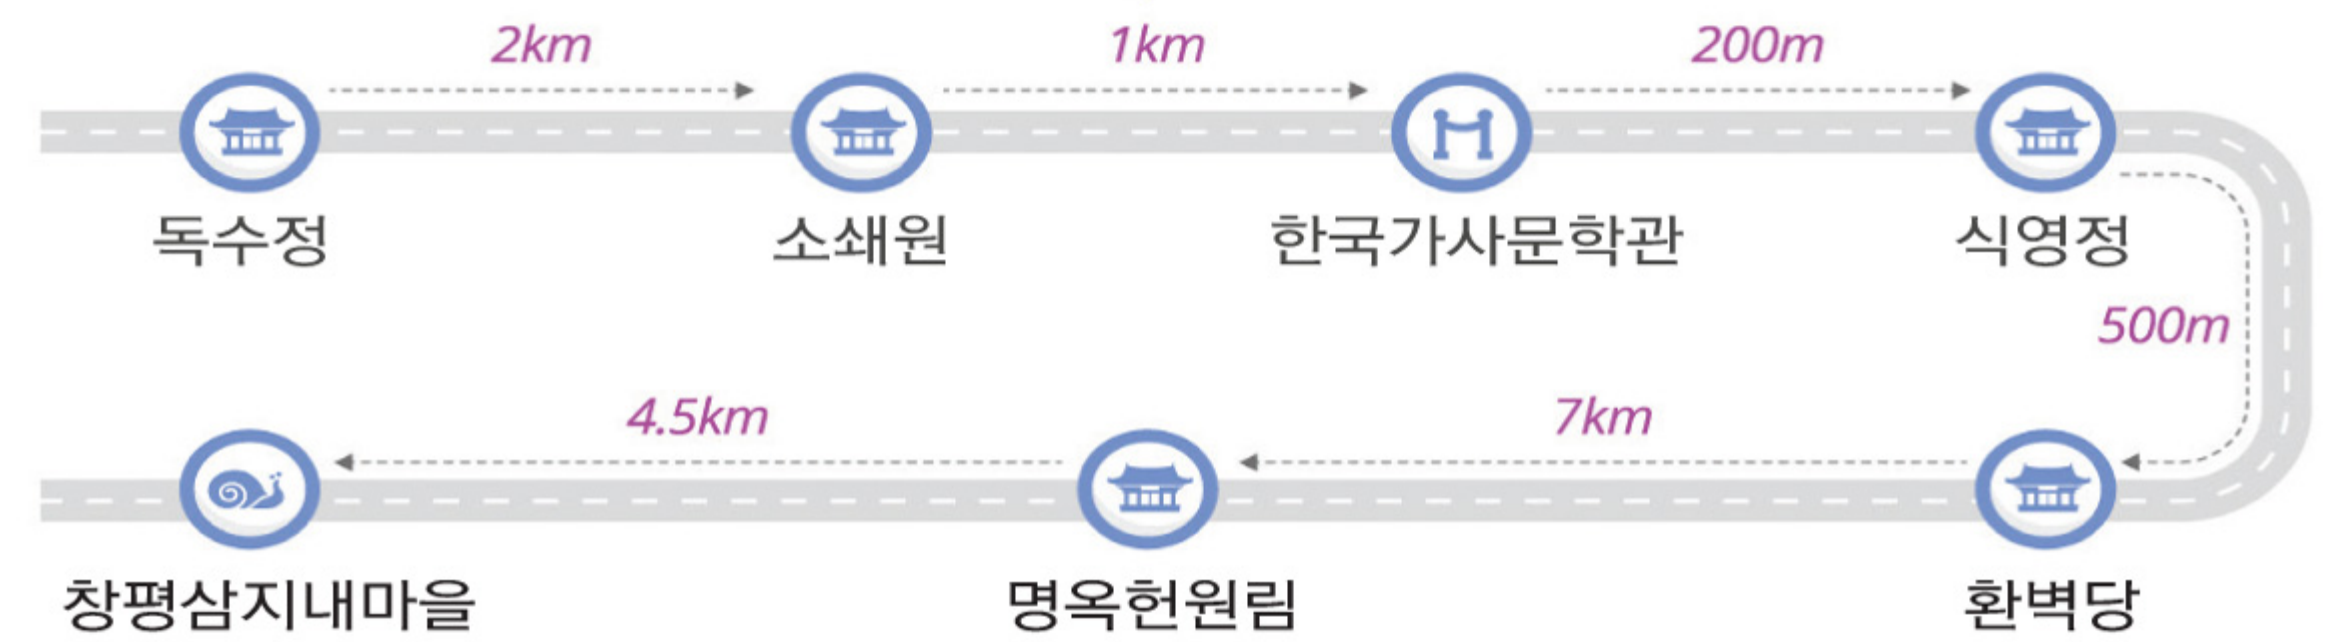 2km 1km 200m
독수정 소쇄원 한국가사문학관 식영정
500m
4.5km 7km
창평삼지내마을 명옥헌원림 환벽당